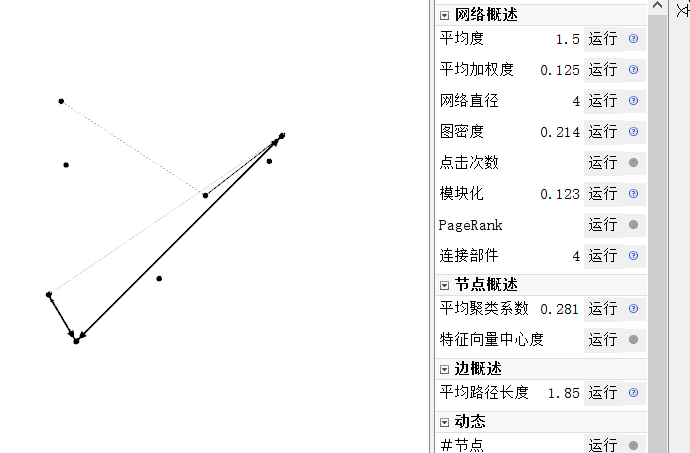 网络概述
平均度 1.5 运行
平均加权度 0.125 运行
网络直径 4 运行
图密度 0.214 运行
点击次数 运行
模块化 0.123 运行
PageRank 运行
连接部件 4 运行
节点概述
平均聚类系数 0.281 运行
特征向量中心度 运行
边概述
平均路径长度 1.85 运行
动态
#节点 运行
文